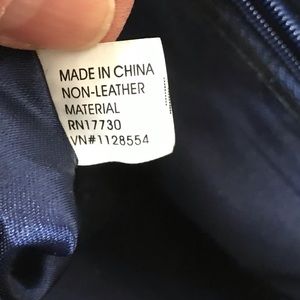 MADE IN CHINA
NON-LEATHER
MATERIAL
RN17730
VN#1128554